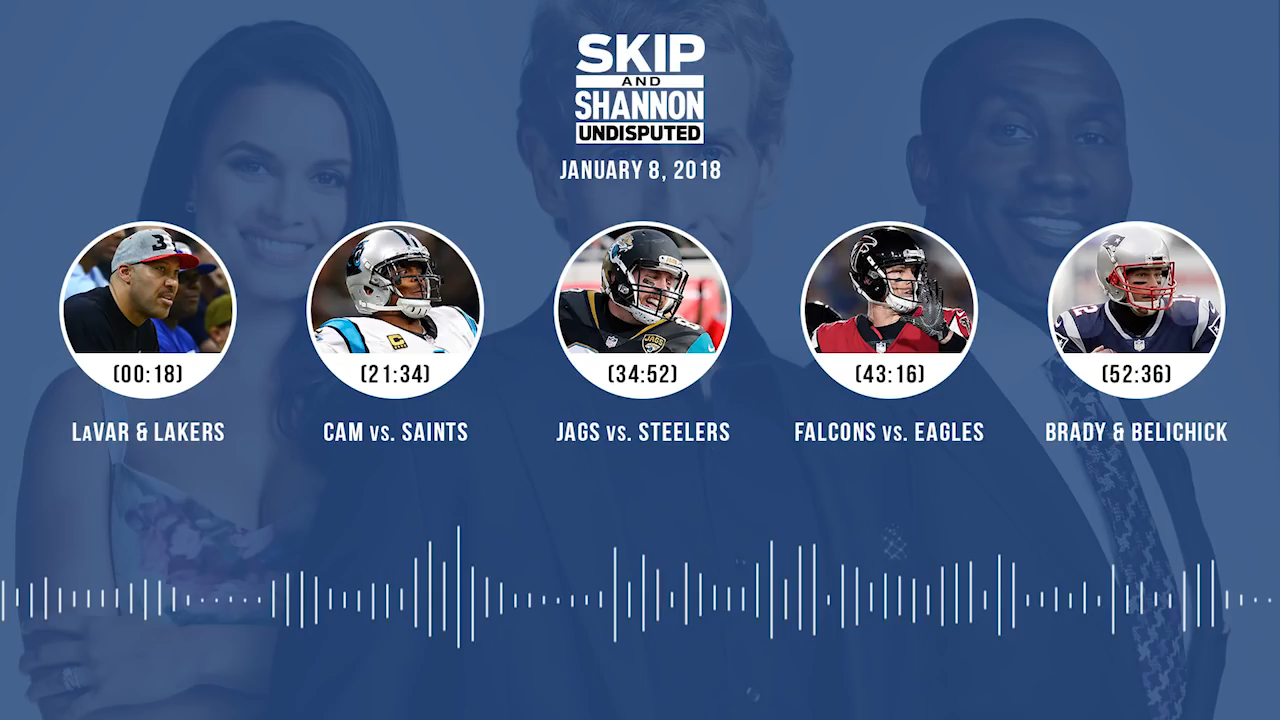 SKIP
AND
SHANNON
UNDISPUTED
JANUARY 8, 2018
(00:18)
(21:34)
(34:52)
(43:16)
(52:36)
LaVAR & LAKERS
CAM vs. SAINTS
JAGS vs. STEELERS
FALCONS vs. EAGLES
BRADY & BELICHICK